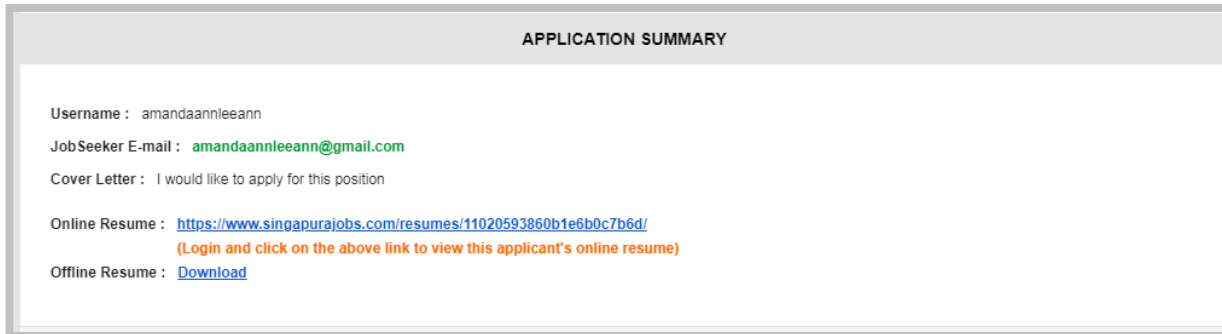 APPLICATION SUMMARY
Username : amandaannleeann
JobSeeker E-mail : amandaannleeann@gmail.com
Cover Letter : I would like to apply for this position
Online Resume : https://www.singapurajobs.com/resumes/11020593860b1e6b0c7b6d/
(Login and click on the above link to view this applicant's online resume)
Offline Resume : Download